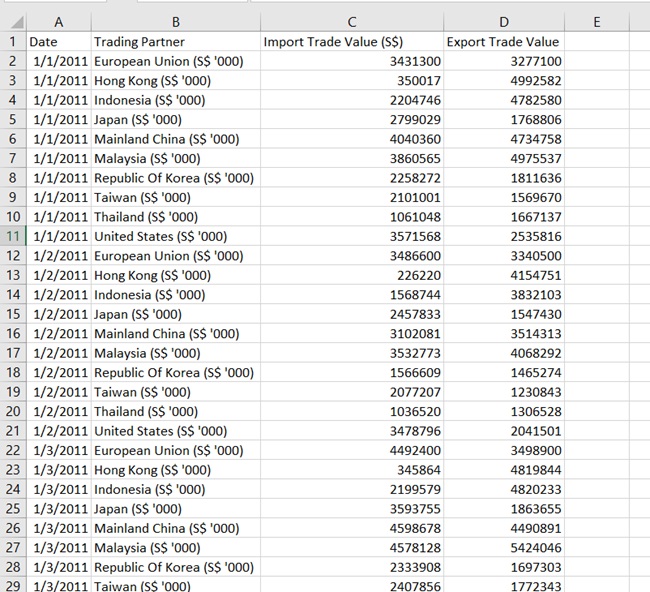 A B C D E
1 Date Trading Partner Import Trade Value (S$) Export Trade Value
2 1/1/2011 European Union (S$ '000) 3431300 3277100
3 1/1/2011 Hong Kong (S$ '000) 350017 4992582
4 1/1/2011 Indonesia (S$ '000) 2204746 4782580
5 1/1/2011 Japan (S$ '000) 2799029 1768806
6 1/1/2011 Mainland China (S$ '000) 4040360 4734758
7 1/1/2011 Malaysia (S$ '000) 3860565 4975537
8 1/1/2011 Republic Of Korea (S$ '000) 2258272 1811636
9 1/1/2011 Taiwan (S$ '000) 2101001 1569670
10 1/1/2011 Thailand (S$ '000) 1061048 1667137
11 1/1/2011 United States (S$ '000) 3571568 2535816
12 1/2/2011 European Union (S$ '000) 3486600 3340500
13 1/2/2011 Hong Kong (S$ '000) 226220 4154751
14 1/2/2011 Indonesia (S$ '000) 1568744 3832103
15 1/2/2011 Japan (S$ '000) 2457833 1547430
16 1/2/2011 Mainland China (S$ '000) 3102081 3514313
17 1/2/2011 Malaysia (S$ '000) 3532773 4068292
18 1/2/2011 Republic Of Korea (S$ '000) 1566609 1465274
19 1/2/2011 Taiwan (S$ '000) 2077207 1230843
20 1/2/2011 Thailand (S$ '000) 1036520 1306528
21 1/2/2011 United States (S$ '000) 3478796 2041501
22 1/3/2011 European Union (S$ '000) 4492400 3498900
23 1/3/2011 Hong Kong (S$ '000) 345864 4819844
24 1/3/2011 Indonesia (S$ '000) 2199579 4820233
25 1/3/2011 Japan (S$ '000) 3593755 1863655
26 1/3/2011 Mainland China (S$ '000) 4598678 4490891
27 1/3/2011 Malaysia (S$ '000) 4578128 5424046
28 1/3/2011 Republic Of Korea (S$ '000) 2333908 1697303
29 1/3/2011 Taiwan (S$ '000) 2407856 1772343